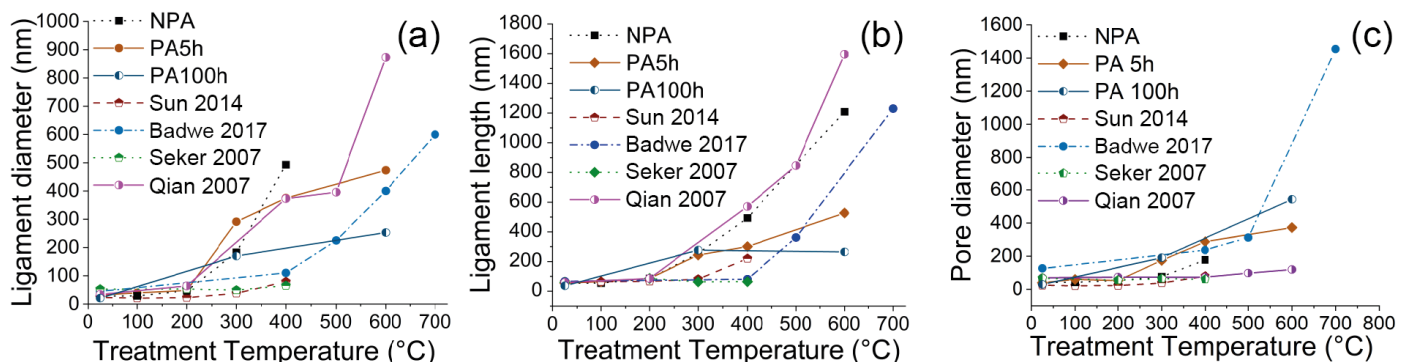 1000
900
800
700
600
500
400
300
200
100
0
Ligament diameter (nm)
NPA
PA5h
PA100h
Sun 2014
Badwe 2017
Seker 2007
Qian 2007
(a)
0 100 200 300 400 500 600 700
Treatment Temperature (°C)
1800
1600
1400
1200
1000
800
600
400
200
0
Ligament length (nm)
NPA
PA5h
PA100h
Sun 2014
Badwe 2017
Seker 2007
Qian 2007
(b)
0 100 200 300 400 500 600 700
Treatment Temperature (°C)
1600
1400
1200
1000
800
600
400
200
0
Pore diameter (nm)
NPA
PA 5h
PA 100h
Sun 2014
Badwe 2017
Seker 2007
Qian 2007
(c)
0 100 200 300 400 500 600 700 800
Treatment Temperature (°C)